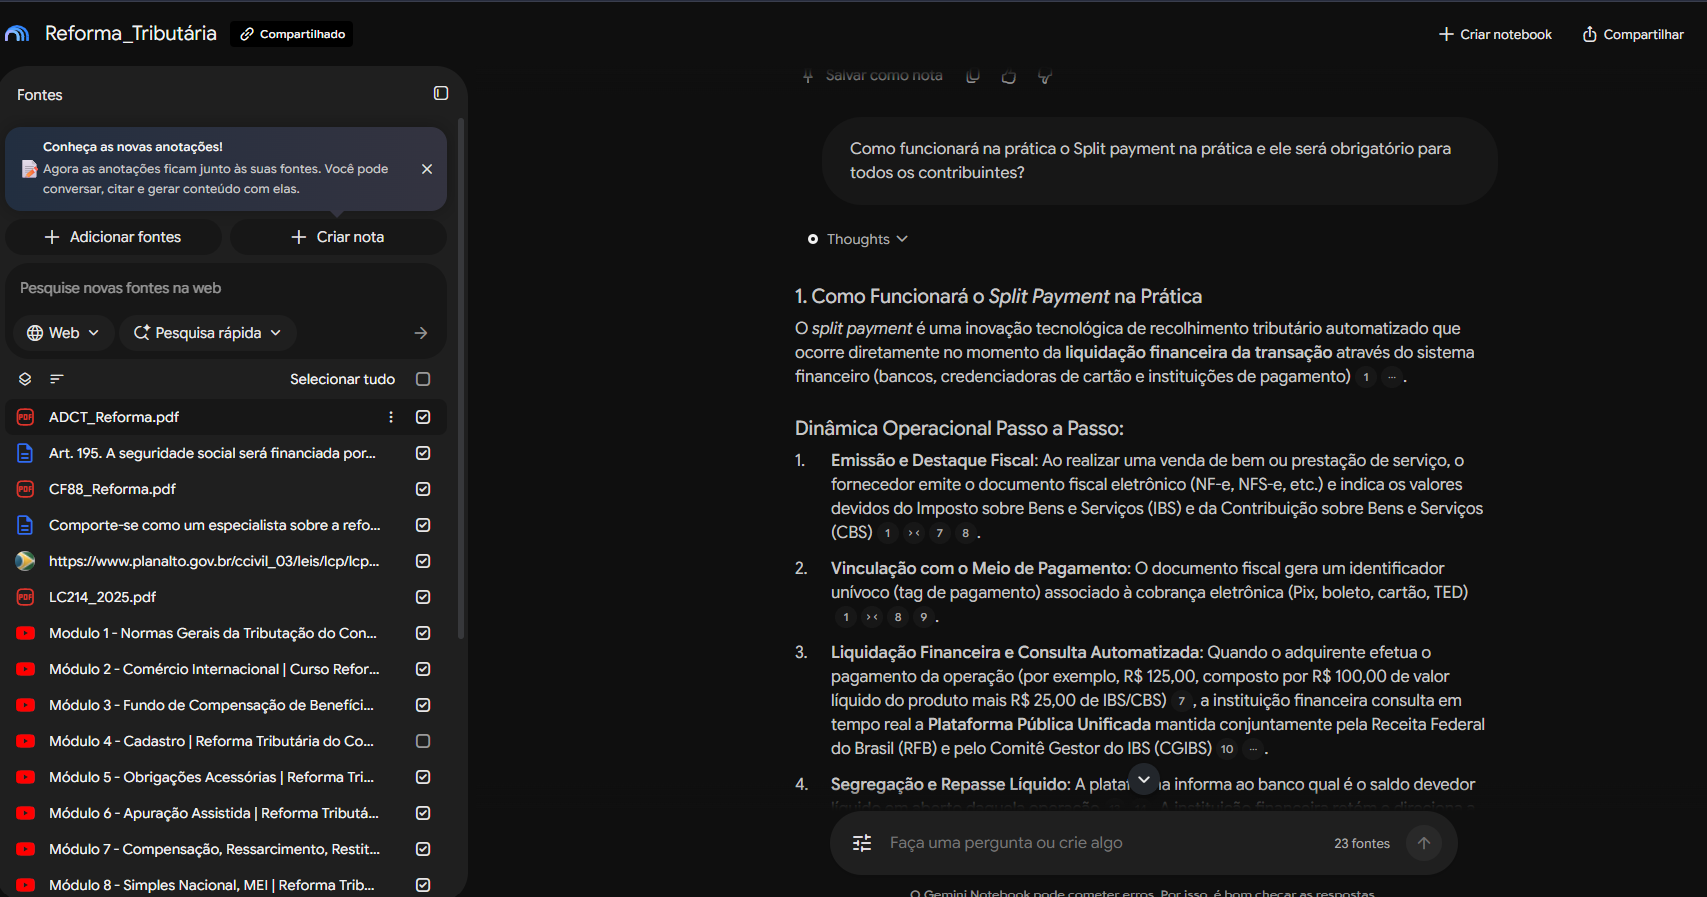 Reforma_Tributária
Compartilhado
Criar notebook
Compartilhar
Fontes
Conheça as novas anotações!
Agora as anotações ficam junto às suas fontes. Você pode
conversar, citar e gerar conteúdo com elas.
Adicionar fontes
Criar nota
Pesquise novas fontes na web
Web
Pesquisa rápida
Selecionar tudo
PDF ADCT_Reforma.pdf
Art. 195. A seguridade social será financiada por...
PDF CF88_Reforma.pdf
Comporte-se como um especialista sobre a refo...
https://www.planalto.gov.br/ccivil_03/leis/lcp/lcp...
PDF LC214_2025.pdf
Modulo 1 - Normas Gerais da Tributação do Con...
Módulo 2 - Comércio Internacional | Curso Refor...
Módulo 3 - Fundo de Compensação de Benefíci...
Módulo 4 - Cadastro | Reforma Tributária do Co...
Módulo 5 - Obrigações Acessórias | Reforma Tri...
Módulo 6 - Apuração Assistida | Reforma Tributá...
Módulo 7 - Compensação, Ressarcimento, Restit...
Módulo 8 - Simples Nacional, MEI | Reforma Trib...
Salvar como nota
Como funcionará na prática o Split payment na prática e ele será obrigatório para
todos os contribuintes?
Thoughts
1. Como Funcionará o Split Payment na Prática
O split payment é uma inovação tecnológica de recolhimento tributário automatizado que
ocorre diretamente no momento da liquidação financeira da transação através do sistema
financeiro (bancos, credenciadoras de cartão e instituições de pagamento) 1 ... .
Dinâmica Operacional Passo a Passo:
1. Emissão e Destaque Fiscal: Ao realizar uma venda de bem ou prestação de serviço, o
fornecedor emite o documento fiscal eletrônico (NF-e, NFS-e, etc.) e indica os valores
devidos do Imposto sobre Bens e Serviços (IBS) e da Contribuição sobre Bens e Serviços
(CBS) 1 >< 7 8 .
2. Vinculação com o Meio de Pagamento: O documento fiscal gera um identificador
unívoco (tag de pagamento) associado à cobrança eletrônica (Pix, boleto, cartão, TED)
1 >< 8 9 .
3. Liquidação Financeira e Consulta Automatizada: Quando o adquirente efetua o
pagamento da operação (por exemplo, R$ 125,00, composto por R$ 100,00 de valor
líquido do produto mais R$ 25,00 de IBS/CBS) 7 , a instituição financeira consulta em
tempo real a Plataforma Pública Unificada mantida conjuntamente pela Receita Federal
do Brasil (RFB) e pelo Comitê Gestor do IBS (CGIBS) 10 ... .
4. Segregação e Repasse Líquido: A plata a informa ao banco qual é o saldo devedor
Faça uma pergunta ou crie algo
23 fontes
O Gemini Notebook pode cometer erros. Por isso, é bom checar as respostas.